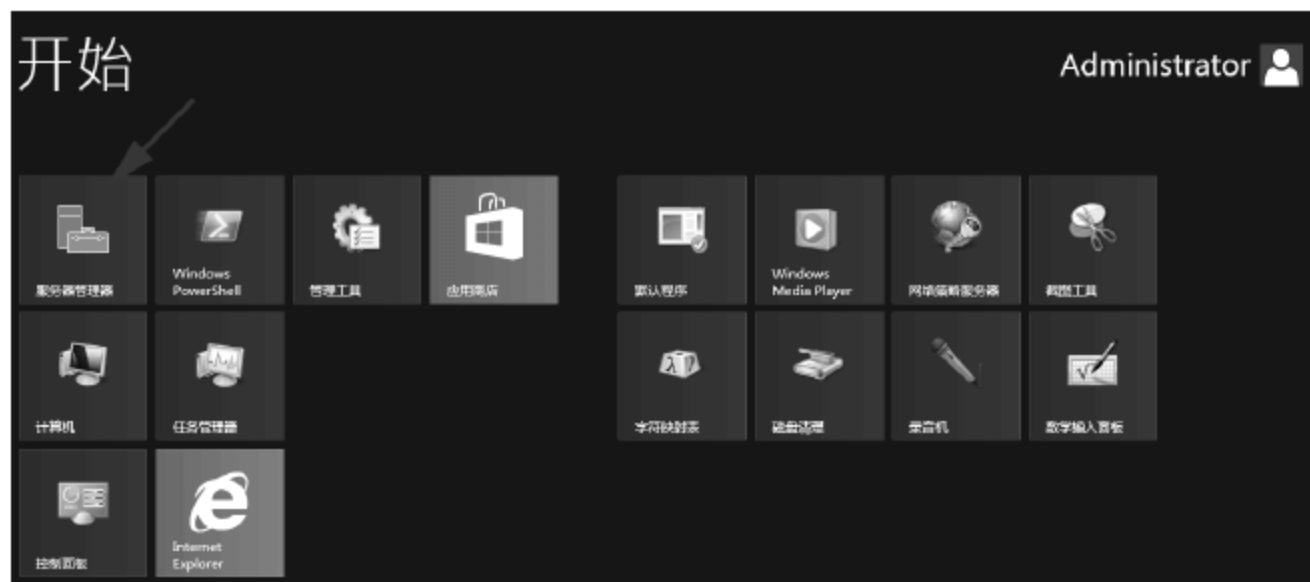 开始
Administrator
服务器管理器
Windows
PowerShell
管理工具
应用商店
默认程序
Windows
Media Player
网络策略服务器
截图工具
计算机
任务管理器
字符映射表
磁盘清理
录音机
数学输入面板
控制面板
Internet
Explorer